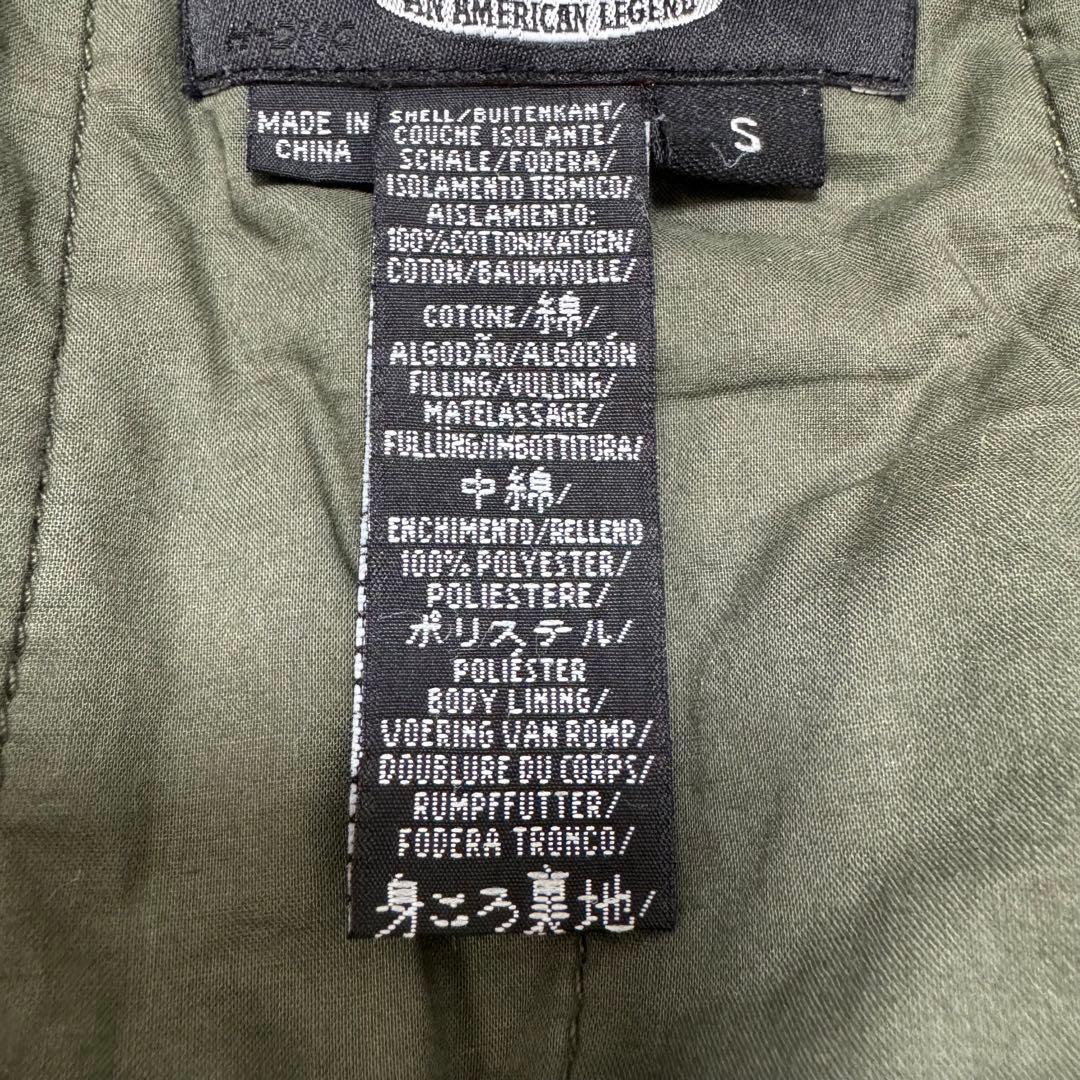 AN AMERICAN LEGEND
MADE IN
CHINA
S
SHELL/BUITENKANT/
COUCHE ISOLANTE/
SCHALE/FODERA/
ISOLAMENTO TERMICO/
AISLAMIENTO:
100%COTTON/KATOEN/
COTON/BAUMWOLLE/
COTONE/綿/
ALGODÃO/ALGODÓN
FILLING/VULLING/
MATELASSAGE/
FULLUNG/IMBOTTITURA/
中綿/
ENCHIMENTO/RELLENO
100% POLYESTER/
POLIESTERE/
ポリステル/
POLIÉSTER
BODY LINING/
VOERING VAN ROMP/
DOUBLURE DU CORPS/
RUMPFFUTTER/
FODERA TRONCO/
身ころ裏地/